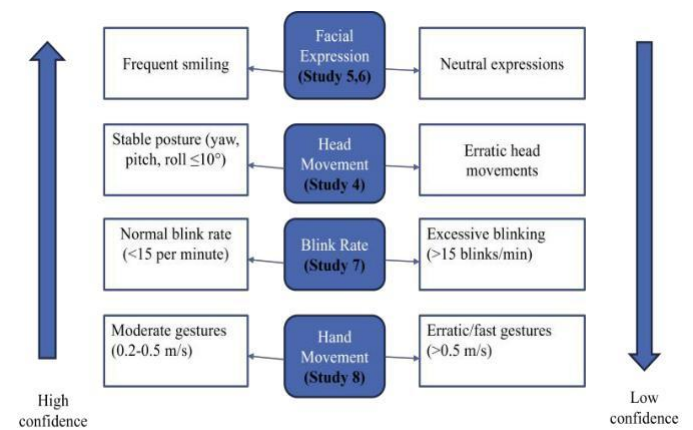 Frequent smiling
Facial
Expression
(Study 5,6)
Neutral expressions
Stable posture (yaw,
pitch, roll ≤10°)
Head
Movement
(Study 4)
Erratic head
movements
Normal blink rate
(<15 per minute)
Blink Rate
(Study 7)
Excessive blinking
(>15 blinks/min)
Moderate gestures
(0.2-0.5 m/s)
Hand
Movement
(Study 8)
Erratic/fast gestures
(>0.5 m/s)
High
confidence
Low
confidence